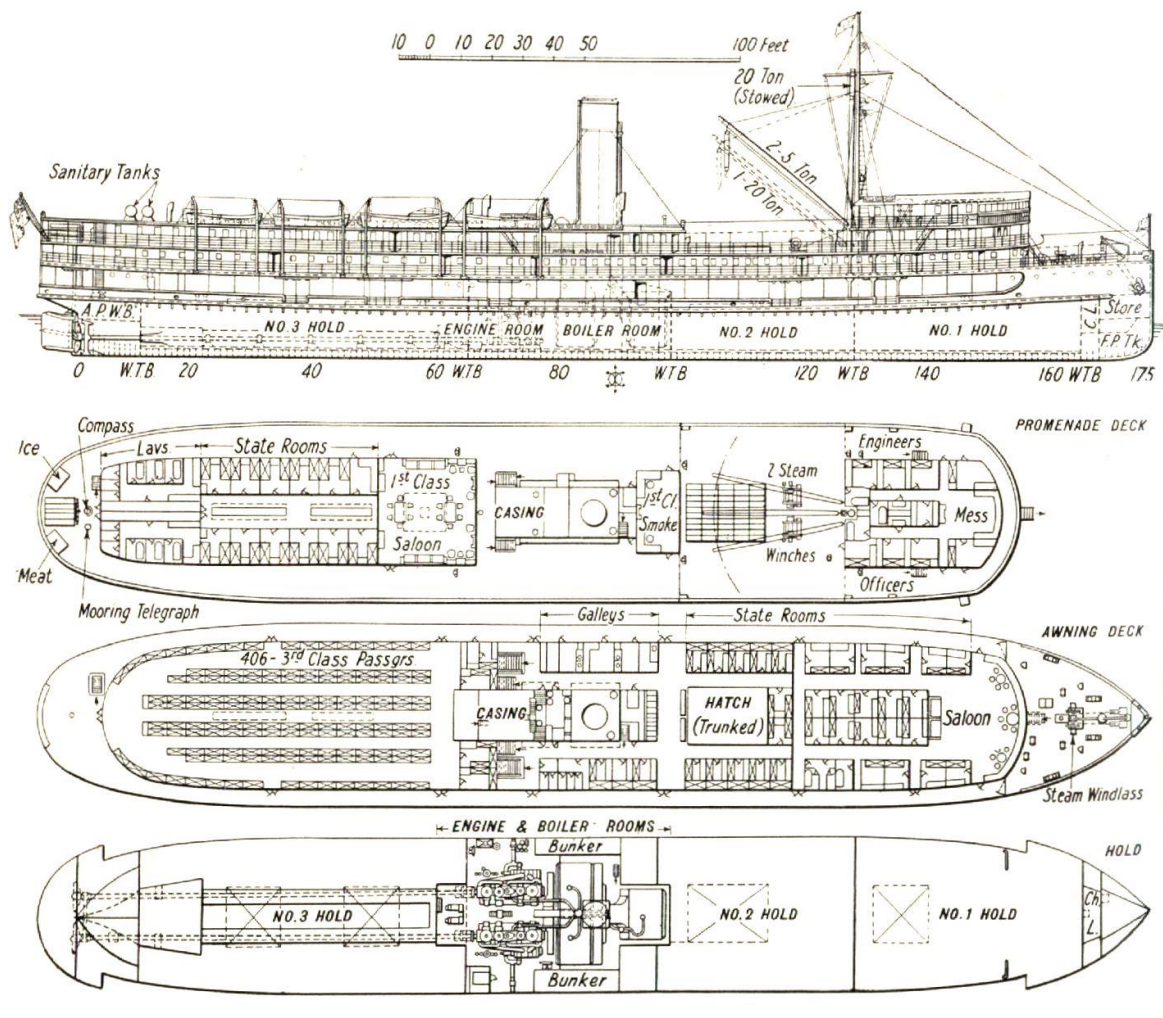 10 0 10 20 30 40 50 100 Feet
20 Ton
(Stowed)
2-5 Ton
1-20 Ton
Sanitary Tanks
A.P.W.B.
NO.3 HOLD
ENGINE ROOM
BOILER ROOM
NO.2 HOLD
NO.1 HOLD
Store
F.P.Tk.
0 W.T.B 20 40 60 W.T.B 80 W.T.B 120 W.T.B 140 160 WTB 175
PROMENADE DECK
Compass
Ice
Lavs.
State Rooms
1st Class
Saloon
CASING
1st Cl.
Smoke
2 Steam
Winches
Engineers
Mess
Officers
Meat
Mooring Telegraph
Galleys
State Rooms
AWNING DECK
406-3rd Class Passgrs.
CASING
HATCH
(Trunked)
Saloon
Steam Windlass
ENGINE & BOILER ROOMS
HOLD
Bunker
NO.3 HOLD
NO.2 HOLD
NO.1 HOLD
Ch.
L.
Bunker